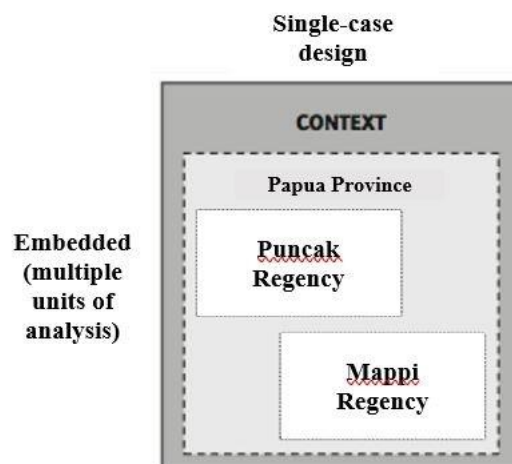 Single-case
design
CONTEXT
Papua Province
Puncak
Regency
Embedded
(multiple
units of
analysis)
Mappi
Regency